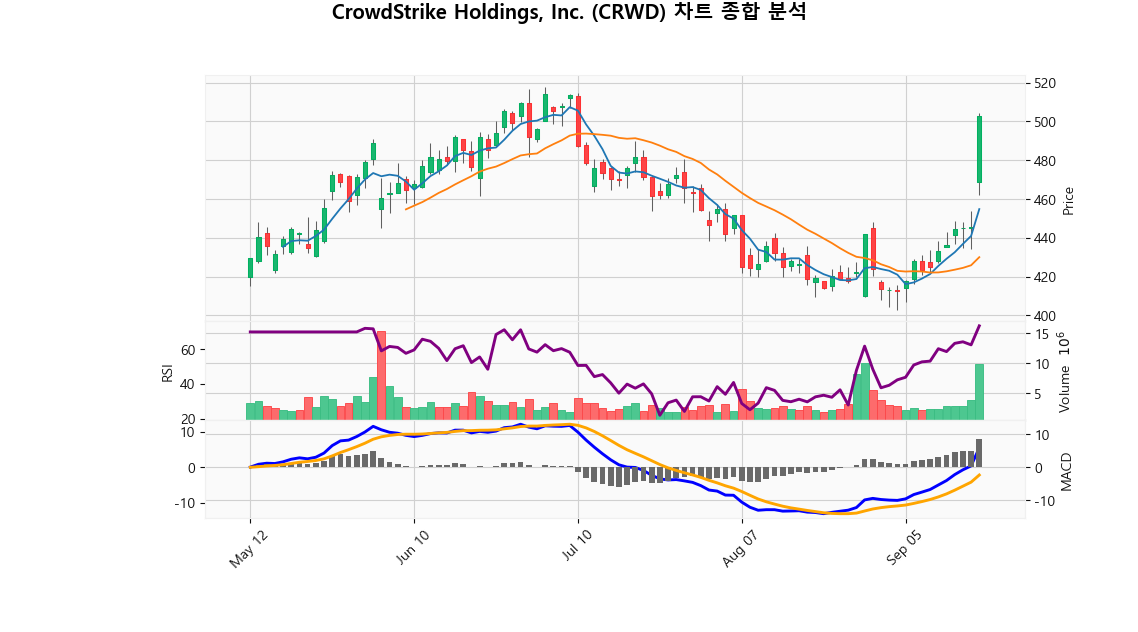 CrowdStrike Holdings, Inc. (CRWD) 차트 종합 분석
520
500
480
460
440
420
400
Price
60
40
20
RSI
15
10
5
Volume 10^6
10
0
-10
10
0
-10
MACD
May 12
Jun 10
Jul 10
Aug 07
Sep 05